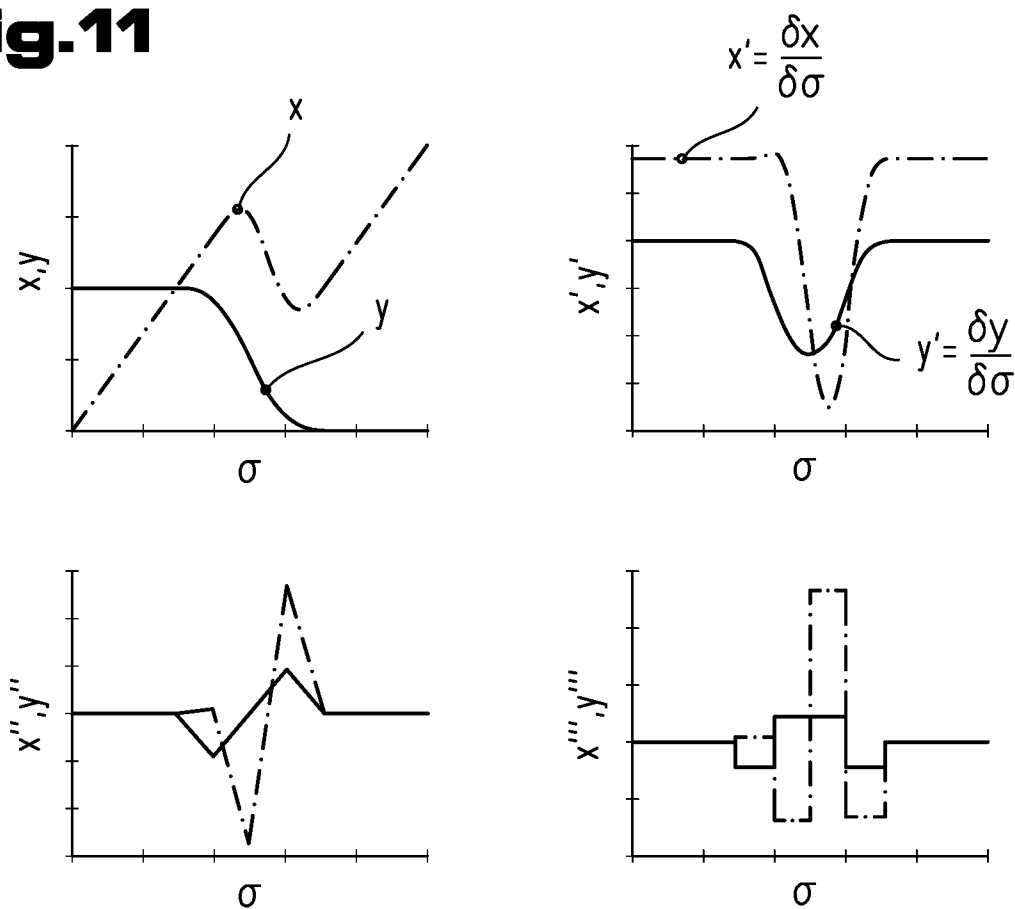 ig.11
x
x,y
y
σ
x'= δx/δσ
x',y'
y'= δy/δσ
σ
x'',y''
σ
x''',y'''
σ